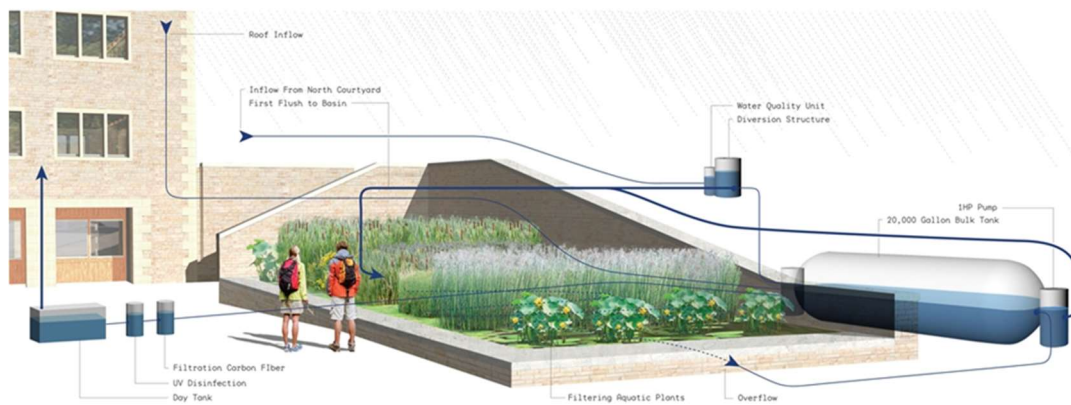 Roof Inflow
Inflow From North Courtyard
First Flush to Basin
Water Quality Unit
Diversion Structure
1HP Pump
20,000 Gallon Bulk Tank
Filtration Carbon FIber
UV Disinfection
Day Tank
Filtering Aquatic Plants
Overflow